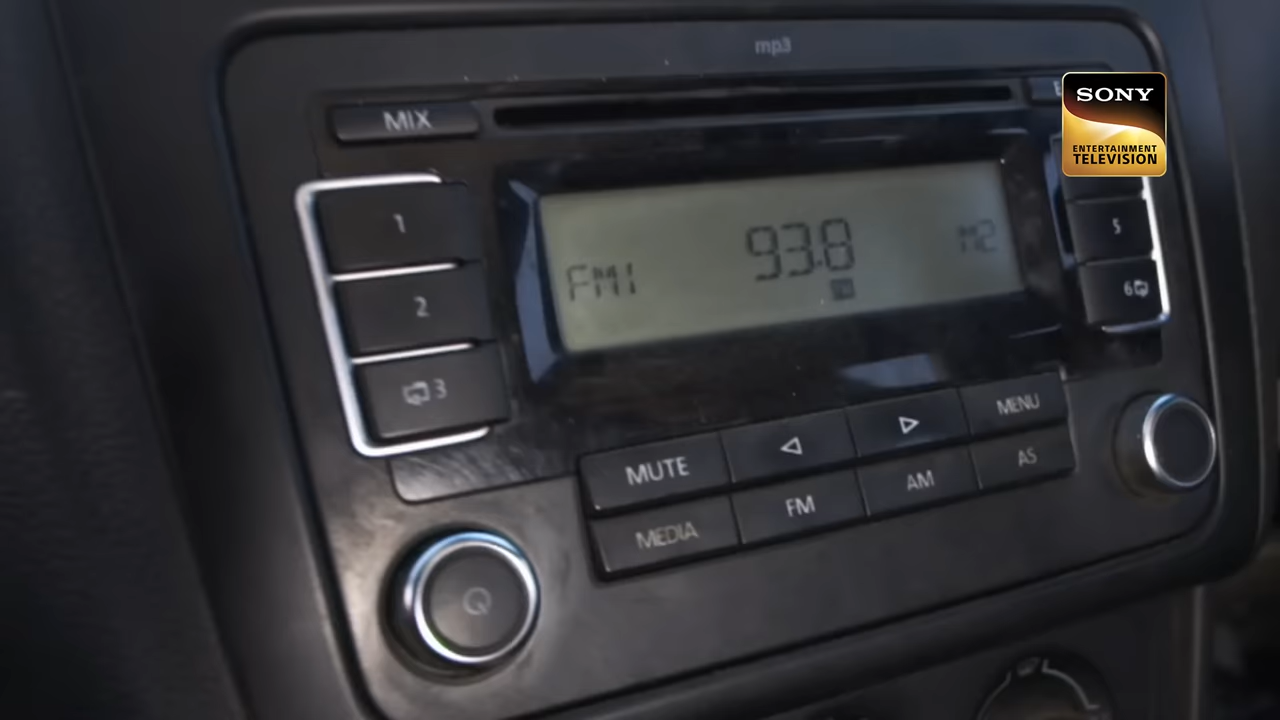 mp3
MIX
SONY
ENTERTAINMENT
TELEVISION
1
2
3
FM1
93.8
M2
5
6
MUTE
MENU
MEDIA
FM
AM
AS